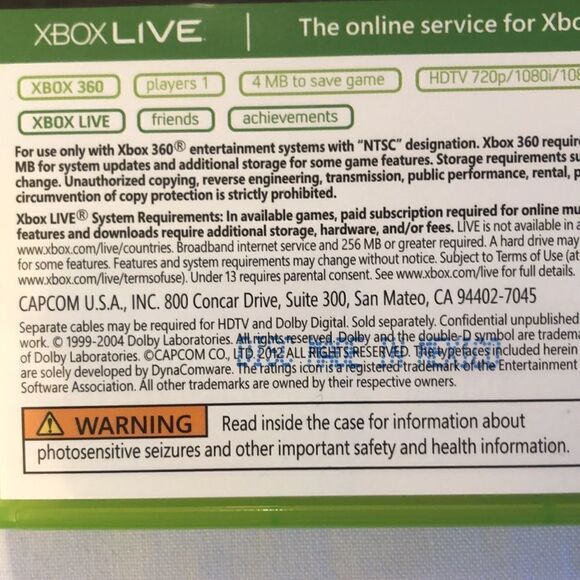 XBOX LIVE | The online service for Xbo
XBOX 360 players 1 4 MB to save game HDTV 720p/1080i/108
XBOX LIVE friends achievements
For use only with Xbox 360® entertainment systems with "NTSC" designation. Xbox 360 requir
MB for system updates and additional storage for some game features. Storage requirements su
change. Unauthorized copying, reverse engineering, transmission, public performance, rental, p
circumvention of copy protection is strictly prohibited.
Xbox LIVE® System Requirements: In available games, paid subscription required for online mu
features and downloads require additional storage, hardware, and/or fees. LIVE is not available in a
www.xbox.com/live/countries. Broadband internet service and 256 MB or greater required. A hard drive may
for some features. Features and system requirements may change without notice. Subject to Terms of Use (at
www.xbox.com/live/termsofuse). Under 13 requires parental consent. See www.xbox.com/live for full details.
CAPCOM U.S.A., INC. 800 Concar Drive, Suite 300, San Mateo, CA 94402-7045
Separate cables may be required for HDTV and Dolby Digital. Sold separately. Confidential unpublished
work. © 1999-2004 Dolby Laboratories. All rights reserved. Dolby and the double-D symbol are tradema
of Dolby Laboratories. ©CAPCOM CO., LTD. 2012 ALL RIGHTS RESERVED. The typefaces included herein
DISC MADE IN MEXICO
are solely developed by DynaComware. The ratings icon is a registered trademark of the Entertainment
Software Association. All other trademarks are owned by their respective owners.
WARNING Read inside the case for information about
photosensitive seizures and other important safety and health information.